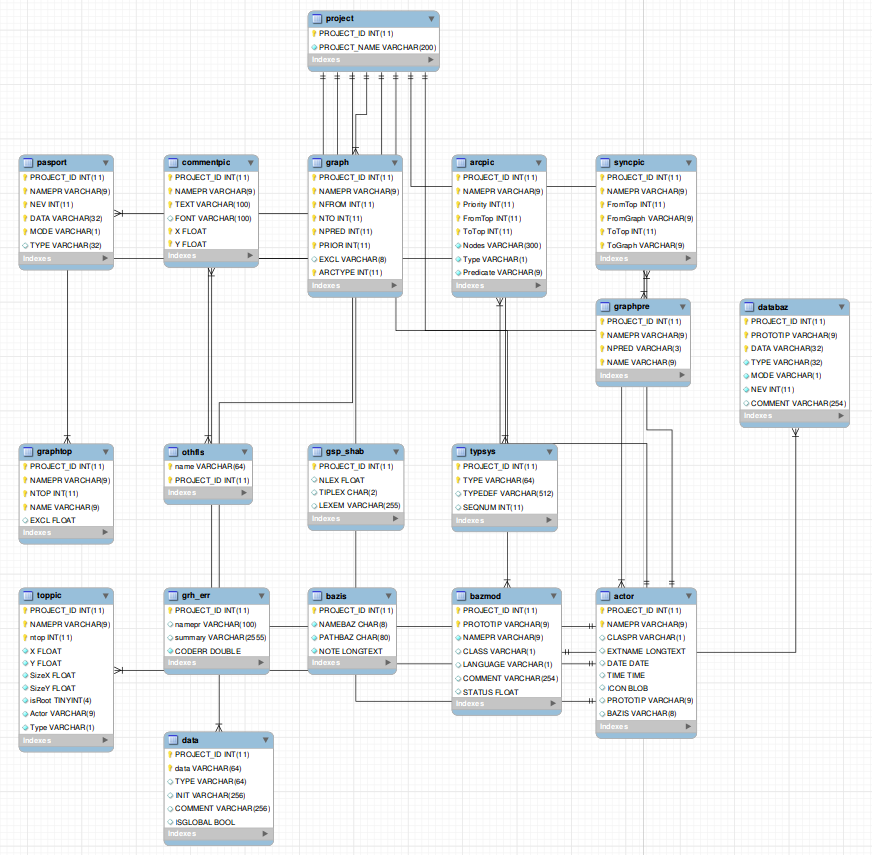 project
PROJECT_ID INT(11)
PROJECT_NAME VARCHAR(200)
Indexes
pasport
PROJECT_ID INT(11)
NAMEPR VARCHAR(9)
NEV INT(11)
DATA VARCHAR(32)
MODE VARCHAR(1)
TYPE VARCHAR(32)
Indexes
commentpic
PROJECT_ID INT(11)
NAMEPR VARCHAR(9)
TEXT VARCHAR(100)
FONT VARCHAR(100)
X FLOAT
Y FLOAT
Indexes
graph
PROJECT_ID INT(11)
NAMEPR VARCHAR(9)
NFROM INT(11)
NTO INT(11)
NPRED INT(11)
PRIOR INT(11)
EXCL VARCHAR(8)
ARCTYPE INT(11)
Indexes
arcpic
PROJECT_ID INT(11)
NAMEPR VARCHAR(9)
Priority INT(11)
FromTop INT(11)
ToTop INT(11)
Nodes VARCHAR(300)
Type VARCHAR(1)
Predicate VARCHAR(9)
Indexes
syncpic
PROJECT_ID INT(11)
NAMEPR VARCHAR(9)
FromTop INT(11)
FromGraph VARCHAR(9)
ToTop INT(11)
ToGraph VARCHAR(9)
Indexes
graphpre
PROJECT_ID INT(11)
NAMEPR VARCHAR(9)
NPRED VARCHAR(3)
NAME VARCHAR(9)
Indexes
databaz
PROJECT_ID INT(11)
PROTOTIP VARCHAR(9)
DATA VARCHAR(32)
TYPE VARCHAR(32)
MODE VARCHAR(1)
NEV INT(11)
COMMENT VARCHAR(254)
Indexes
graphtop
PROJECT_ID INT(11)
NAMEPR VARCHAR(9)
NTOP INT(11)
NAME VARCHAR(9)
EXCL FLOAT
Indexes
othfls
name VARCHAR(64)
PROJECT_ID INT(11)
Indexes
gsp_shab
PROJECT_ID INT(11)
NLEX FLOAT
TIPLEX CHAR(2)
LEXEM VARCHAR(255)
Indexes
typsys
PROJECT_ID INT(11)
TYPE VARCHAR(64)
TYPEDEF VARCHAR(512)
SEQNUM INT(11)
Indexes
toppic
PROJECT_ID INT(11)
NAMEPR VARCHAR(9)
ntop INT(11)
X FLOAT
Y FLOAT
SizeX FLOAT
SizeY FLOAT
isRoot TINYINT(4)
Actor VARCHAR(9)
Type VARCHAR(1)
Indexes
grh_err
PROJECT_ID INT(11)
namepr VARCHAR(100)
summary VARCHAR(2555)
CODERR DOUBLE
Indexes
bazis
PROJECT_ID INT(11)
NAMEBAZ CHAR(8)
PATHBAZ CHAR(80)
NOTE LONGTEXT
Indexes
bazmod
PROJECT_ID INT(11)
PROTOTIP VARCHAR(9)
NAMEPR VARCHAR(9)
CLASS VARCHAR(1)
LANGUAGE VARCHAR(1)
COMMENT VARCHAR(254)
STATUS FLOAT
Indexes
actor
PROJECT_ID INT(11)
NAMEPR VARCHAR(9)
CLASPR VARCHAR(1)
EXTNAME LONGTEXT
DATE DATE
TIME TIME
ICON BLOB
PROTOTIP VARCHAR(9)
BAZIS VARCHAR(8)
Indexes
data
PROJECT_ID INT(11)
data VARCHAR(64)
TYPE VARCHAR(64)
INIT VARCHAR(256)
COMMENT VARCHAR(256)
ISGLOBAL BOOL
Indexes